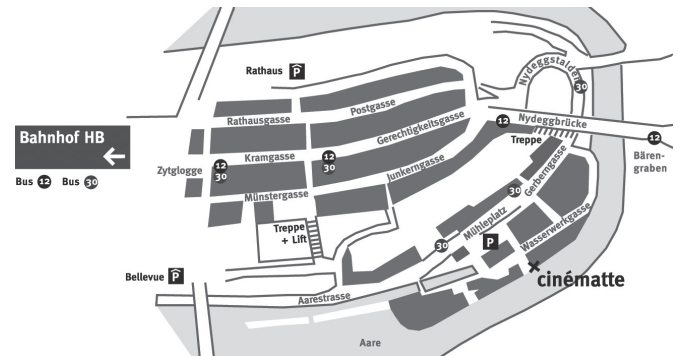 Rathaus P
Nydeggstalden
30
Postgasse
Rathausgasse
Gerechtigkeitsgasse
Nydeggbrücke
12
Treppe
12
Bahnhof HB
Bus 12 Bus 30
Kramgasse
12
30
12
30
Zytglogge
Bären-
graben
Junkerngasse
Münstergasse
Gerberngasse
30
Mühleplatz
Treppe
+ Lift
30
P
Wasserwerkgasse
Bellevue P
cinématte
Aarestrasse
Aare